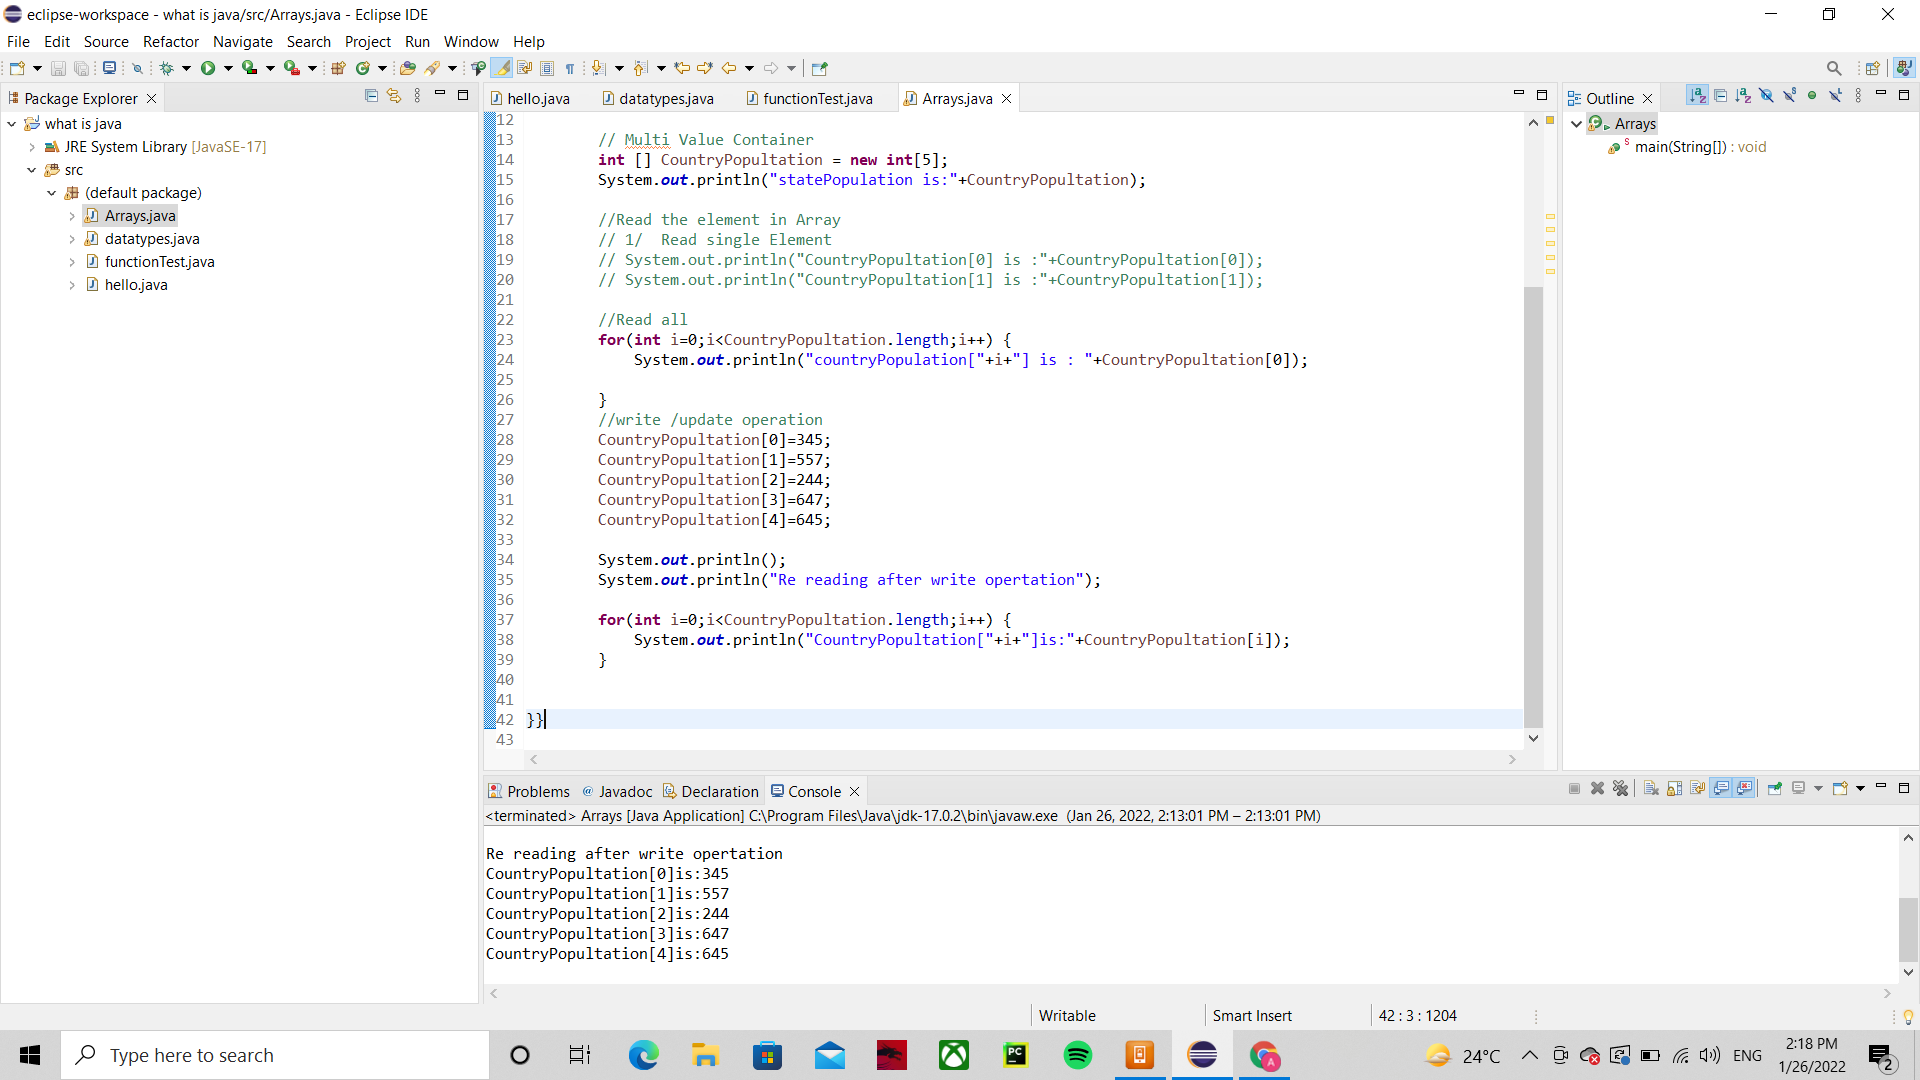 eclipse-workspace - what is java/src/Arrays.java - Eclipse IDE
File Edit Source Refactor Navigate Search Project Run Window Help
Package Explorer
what is java
JRE System Library [JavaSE-17]
src
(default package)
Arrays.java
datatypes.java
functionTest.java
hello.java
hello.java datatypes.java functionTest.java Arrays.java
12
13 // Multi Value Container
14 int [] CountryPopultation = new int[5];
15 System.out.println("statePopulation is:"+CountryPopultation);
16
17 //Read the element in Array
18 // 1/  Read single Element
19 // System.out.println("CountryPopultation[0] is :"+CountryPopultation[0]);
20 // System.out.println("CountryPopultation[1] is :"+CountryPopultation[1]);
21
22 //Read all
23 for(int i=0;i<CountryPopultation.length;i++) {
24 System.out.println("countryPopulation["+i+"] is : "+CountryPopultation[0]);
25
26 }
27 //write /update operation
28 CountryPopultation[0]=345;
29 CountryPopultation[1]=557;
30 CountryPopultation[2]=244;
31 CountryPopultation[3]=647;
32 CountryPopultation[4]=645;
33
34 System.out.println();
35 System.out.println("Re reading after write opertation");
36
37 for(int i=0;i<CountryPopultation.length;i++) {
38 System.out.println("CountryPopultation["+i+"]is:"+CountryPopultation[i]);
39 }
40
41
42 }}
43
Outline
Arrays
main(String[]) : void
Problems @ Javadoc Declaration Console
<terminated> Arrays [Java Application] C:\Program Files\Java\jdk-17.0.2\bin\javaw.exe (Jan 26, 2022, 2:13:01 PM – 2:13:01 PM)
Re reading after write opertation
CountryPopultation[0]is:345
CountryPopultation[1]is:557
CountryPopultation[2]is:244
CountryPopultation[3]is:647
CountryPopultation[4]is:645
Writable Smart Insert 42 : 3 : 1204
Type here to search
PC
A
24°C
ENG
2:18 PM
1/26/2022
2